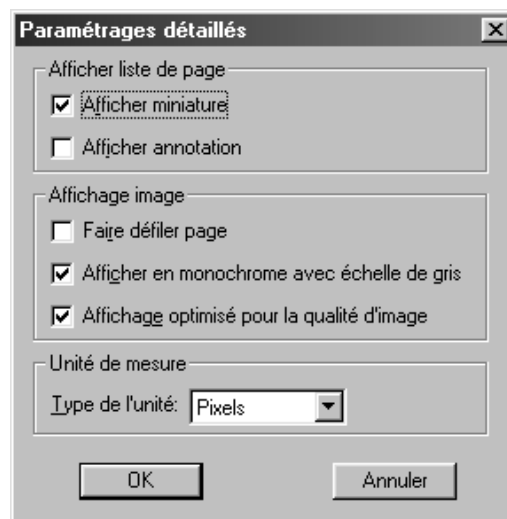 Paramétrages détaillés
Afficher liste de page
Afficher miniature
Afficher annotation
Affichage image
Faire défiler page
Afficher en monochrome avec échelle de gris
Affichage optimisé pour la qualité d'image
Unité de mesure
Type de l'unité: Pixels
OK Annuler